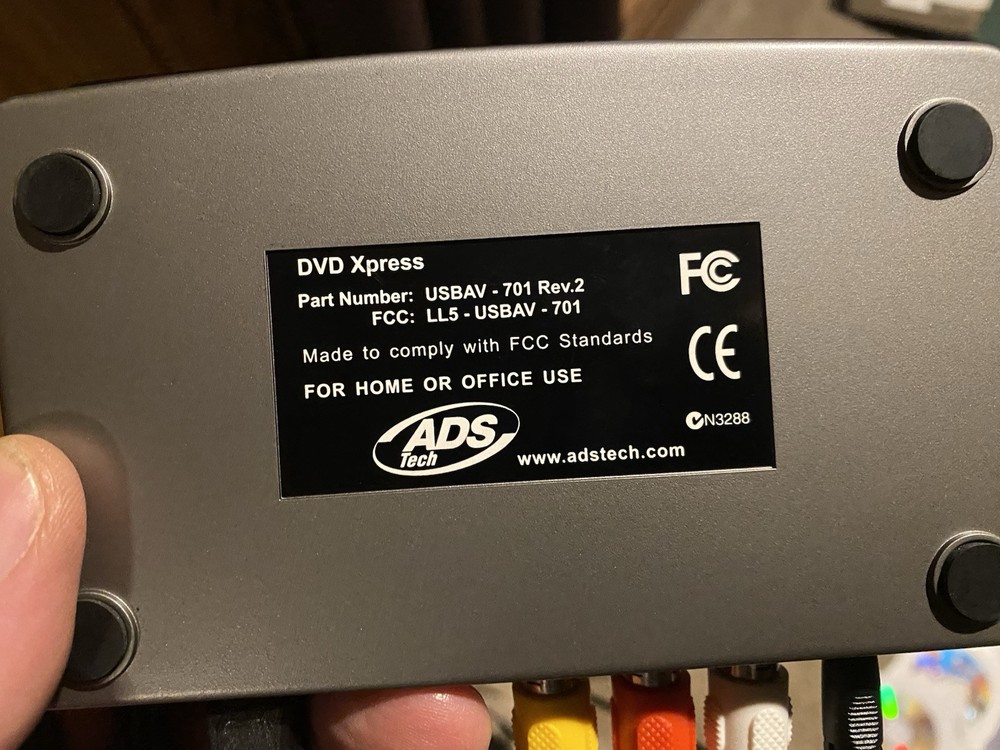 DVD Xpress
Part Number: USBAV - 701 Rev.2
FCC: LL5 - USBAV - 701
Made to comply with FCC Standards
FOR HOME OR OFFICE USE
ADS
Tech
www.adstech.com
FC
CE
N3288